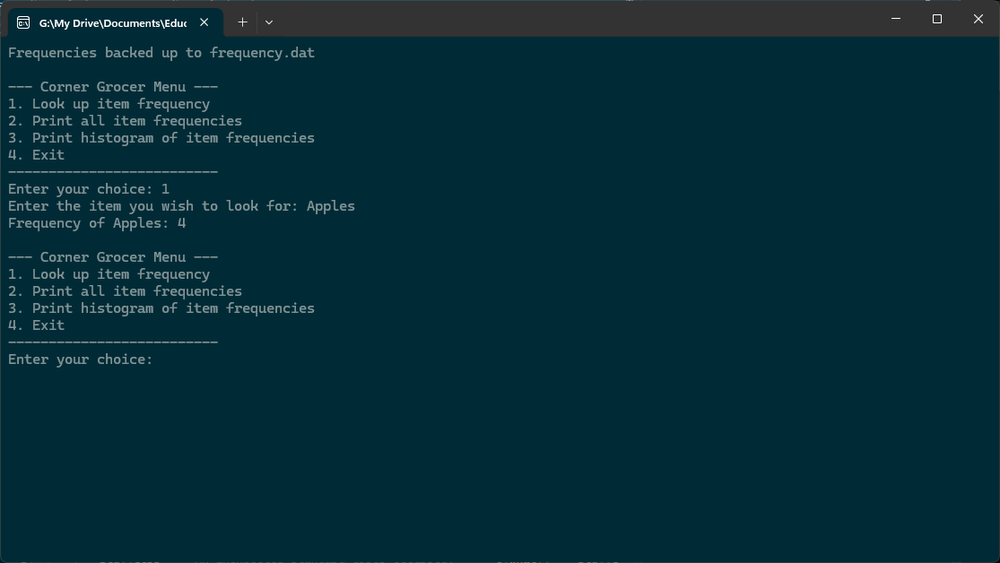 G:\My Drive\Documents\Educ
Frequencies backed up to frequency.dat
--- Corner Grocer Menu ---
1. Look up item frequency
2. Print all item frequencies
3. Print histogram of item frequencies
4. Exit
--------------------------
Enter your choice: 1
Enter the item you wish to look for: Apples
Frequency of Apples: 4
--- Corner Grocer Menu ---
1. Look up item frequency
2. Print all item frequencies
3. Print histogram of item frequencies
4. Exit
--------------------------
Enter your choice: